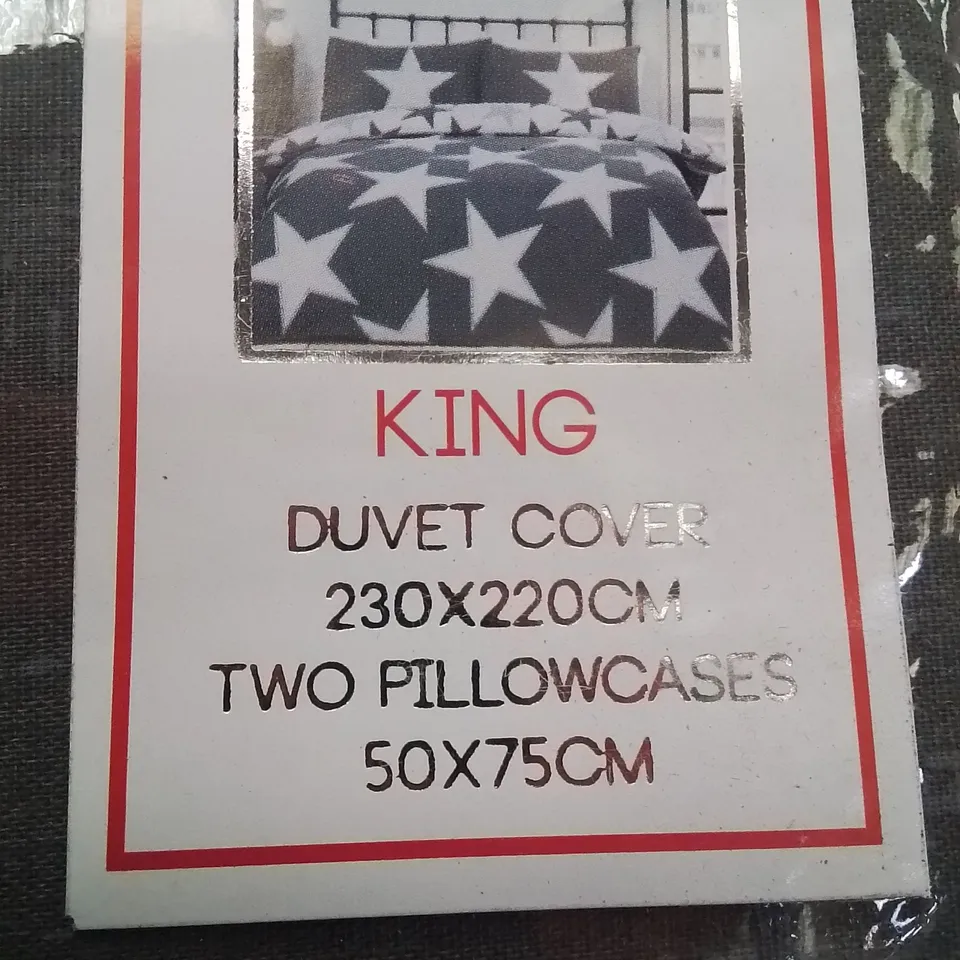 KING
DUVET COVER
230X220CM
TWO PILLOWCASES
50X75CM